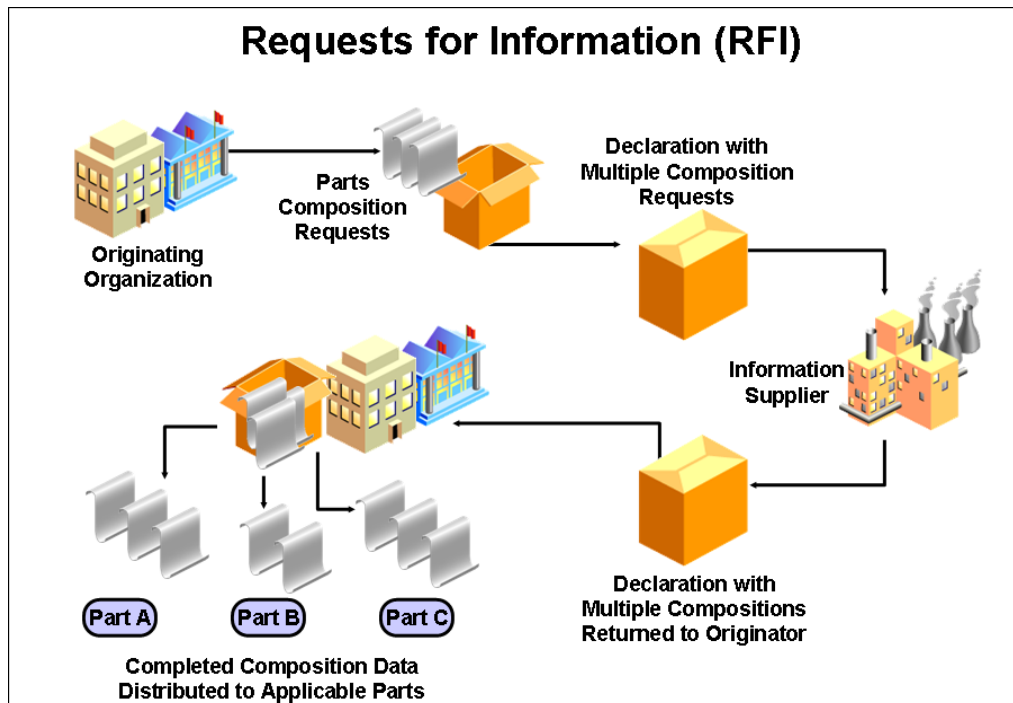 Requests for Information (RFI)
Originating
Organization
Parts
Composition
Requests
Declaration with
Multiple Composition
Requests
Information
Supplier
Declaration with
Multiple Compositions
Returned to Originator
Part A
Part B
Part C
Completed Composition Data
Distributed to Applicable Parts